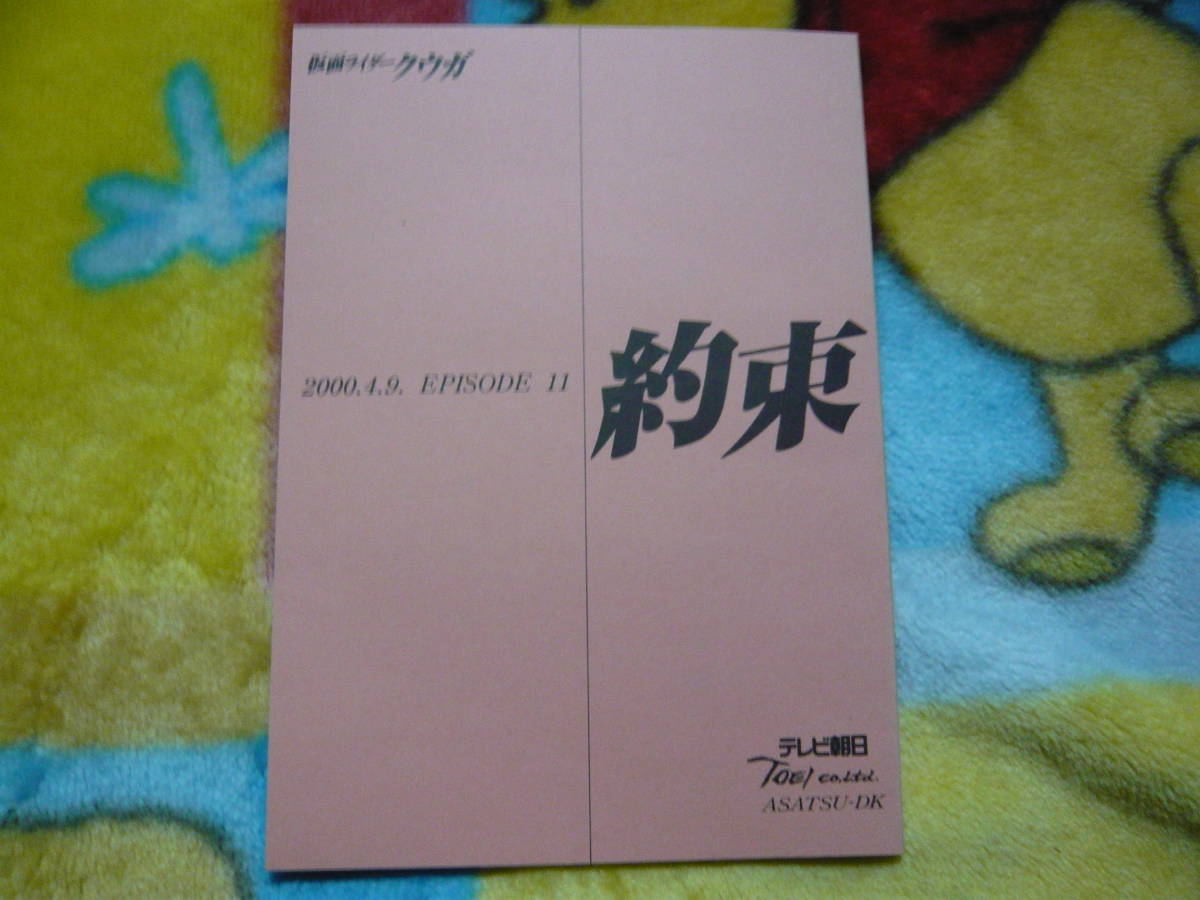 仮面ライダークウガ
2000.4.9. EPISODE 11
約束
テレビ朝日
TOEI CO.,Ltd.
ASATSU-DK